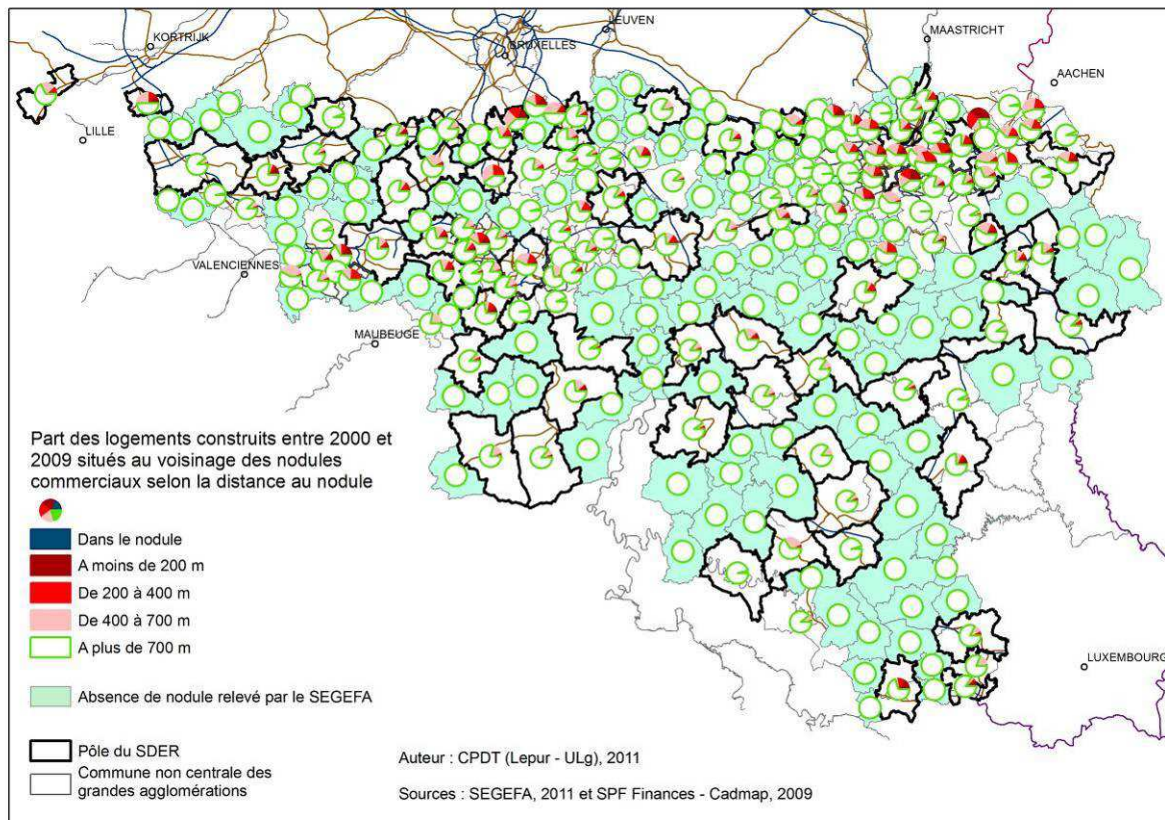 KORTRIJK
LEUVEN
BRUXELLES
MAASTRICHT
AACHEN
LILLE
VALENCIENNES
MAUBEUGE
LUXEMBOURG
Part des logements construits entre 2000 et
2009 situés au voisinage des nodules
commerciaux selon la distance au nodule
Dans le nodule
A moins de 200 m
De 200 à 400 m
De 400 à 700 m
A plus de 700 m
Absence de nodule relevé par le SEGEFA
Pôle du SDER
Commune non centrale des
grandes agglomérations
Auteur : CPDT (Lepur - ULg), 2011
Sources : SEGEFA, 2011 et SPF Finances - Cadmap, 2009